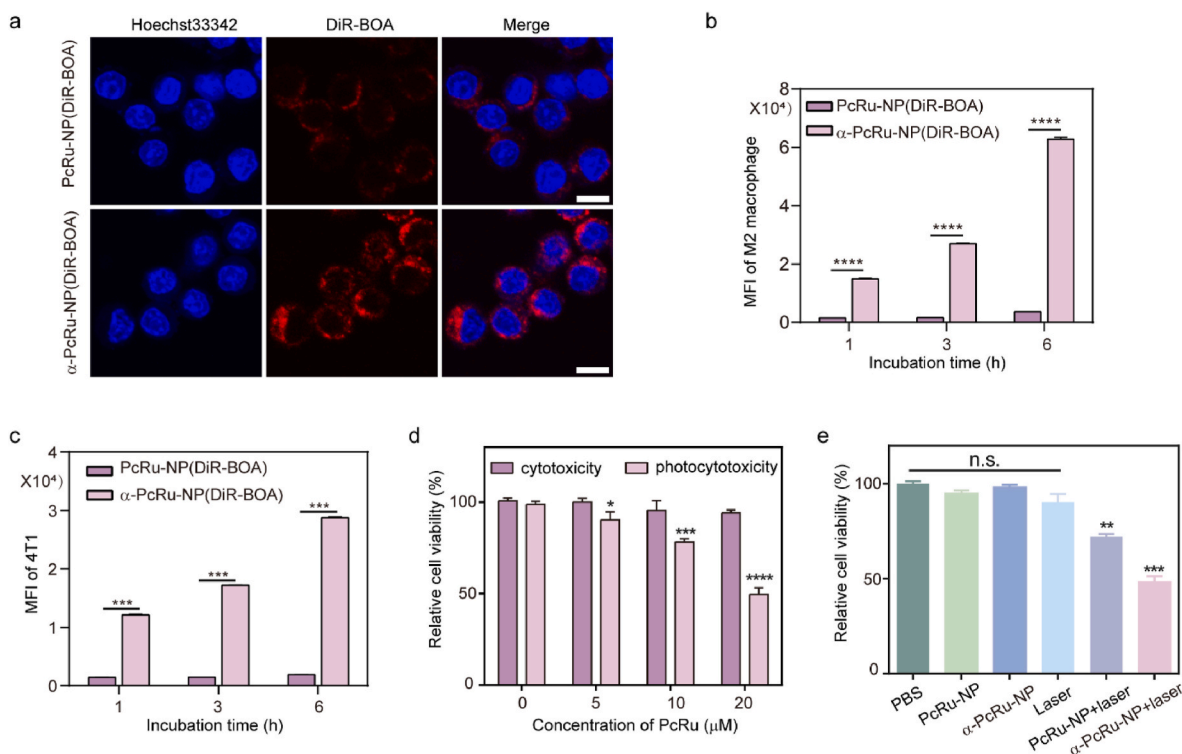 a
Hoechst33342 DiR-BOA Merge
PcRu-NP(DiR-BOA)
α-PcRu-NP(DiR-BOA)
b
X10⁴)
MFI of M2 macrophage
8
6
4
2
0
PcRu-NP(DiR-BOA)
α-PcRu-NP(DiR-BOA)
****
****
****
1 3 6
Incubation time (h)
c
X10⁴)
MFI of 4T1
4
3
2
1
0
PcRu-NP(DiR-BOA)
α-PcRu-NP(DiR-BOA)
***
***
***
1 3 6
Incubation time (h)
d
Relative cell viability (%)
100
50
0
cytotoxicity photocytotoxicity
*
***
****
0 5 10 20
Concentration of PcRu (μM)
e
Relative cell viability (%)
100
50
0
n.s.
**
***
PBS
PcRu-NP
α-PcRu-NP
Laser
PcRu-NP+laser
α-PcRu-NP+laser